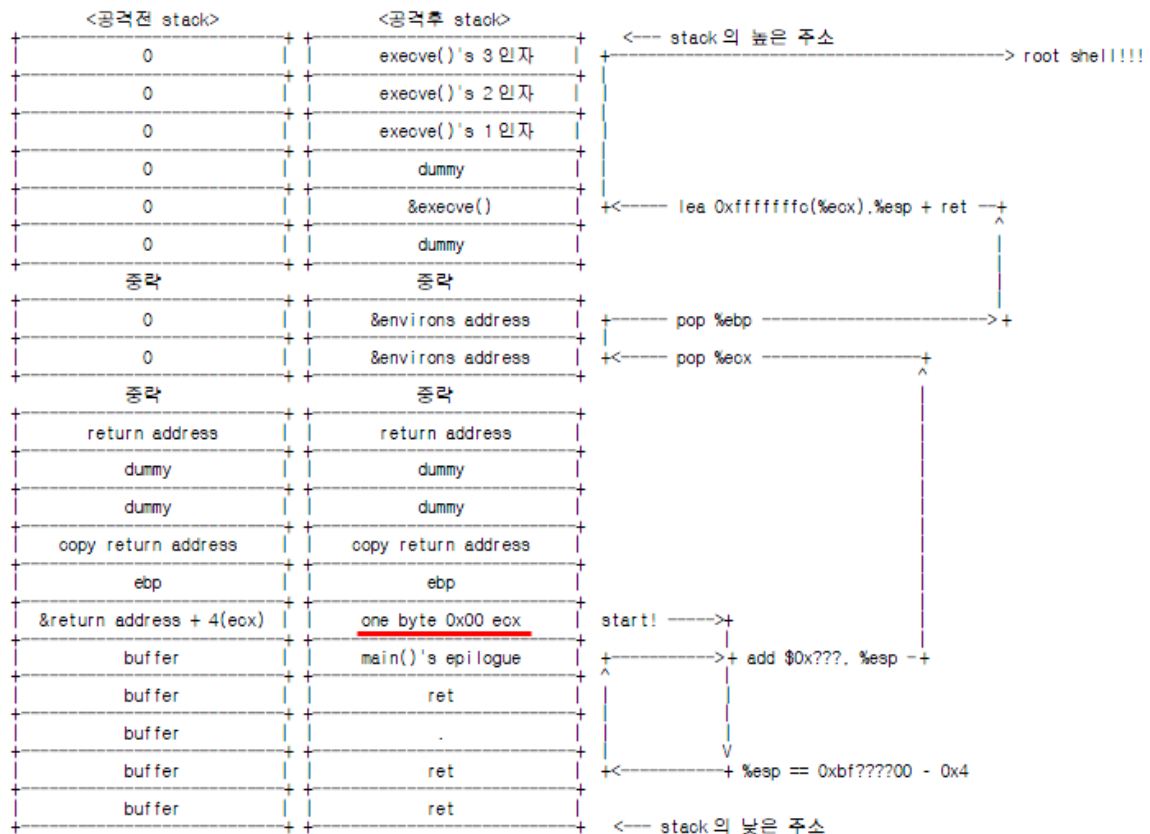 <공격전 stack> <공격후 stack>
<--- stack의 높은 주소
0 execve()'s 3인자 root shell!!!
0 execve()'s 2인자
0 execve()'s 1인자
0 dummy
0 &execve() lea 0xfffffffc(%ecx),%esp + ret
0 dummy
중략 중략
0 &environs address pop %ebp
0 &environs address pop %ecx
중략 중략
return address return address
dummy dummy
dummy dummy
copy return address copy return address
ebp ebp
&return address + 4(ecx) one byte 0x00 ecx start!
buffer main()'s epilogue add $0x???, %esp
buffer ret
buffer .
buffer ret %esp == 0xbf????00 - 0x4
buffer ret
<--- stack의 낮은 주소